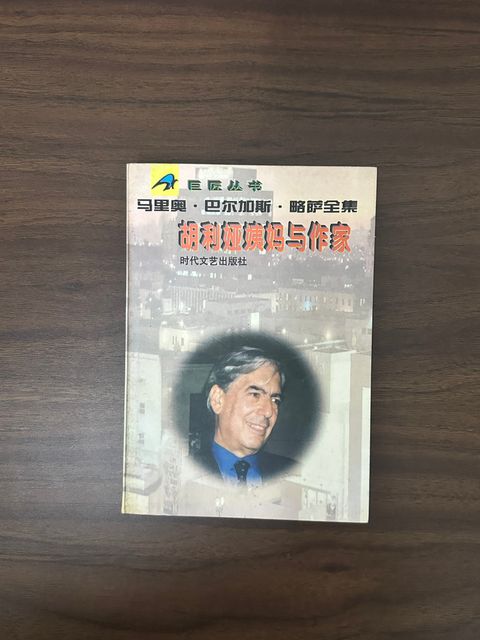 巨匠丛书
马里奥·巴尔加斯·略萨全集
胡利娅姨妈与作家
时代文艺出版社